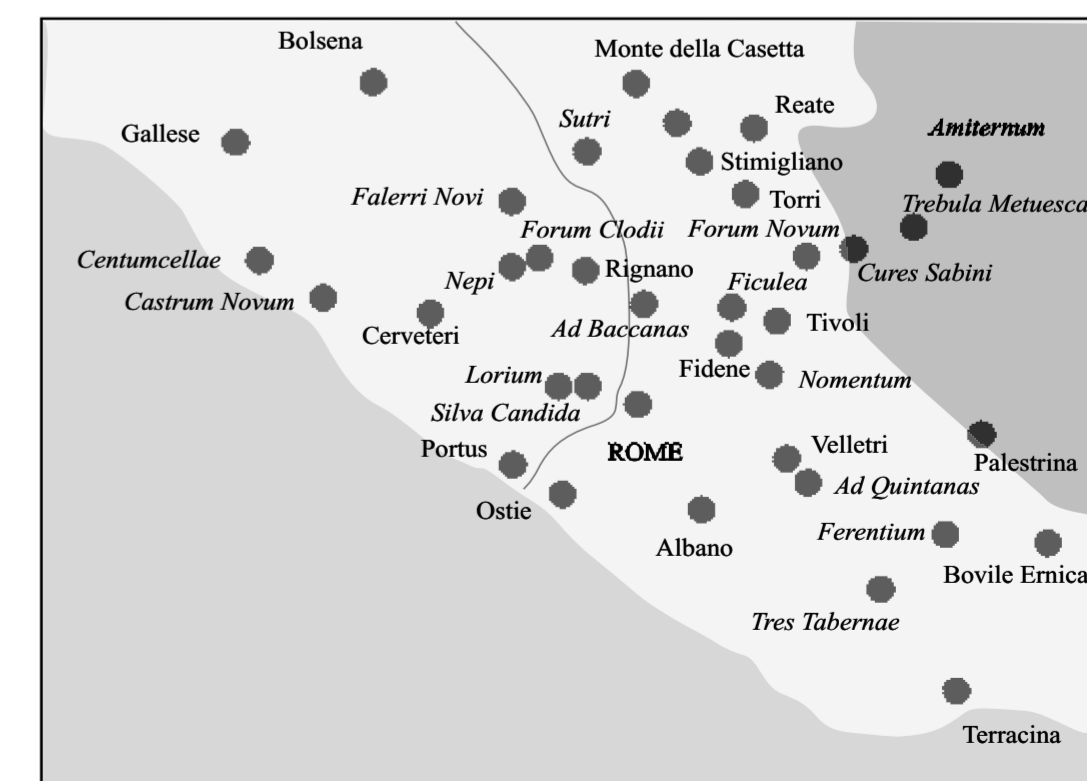 Bolsena
Monte della Casetta
Reate
Sutri
Gallese
Amiternum
Stimigliano
Falerri Novi
Torri
Trebula Metuesca
Forum Clodii
Forum Novum
Centumcellae
Nepi
Rignano
Cures Sabini
Ficulea
Castrum Novum
Ad Baccanas
Tivoli
Cerveteri
Fidene
Lorium
Nomentum
Silva Candida
Portus
ROME
Velletri
Palestrina
Ad Quintanas
Ostie
Ferentium
Albano
Bovile Ernica
Tres Tabernae
Terracina